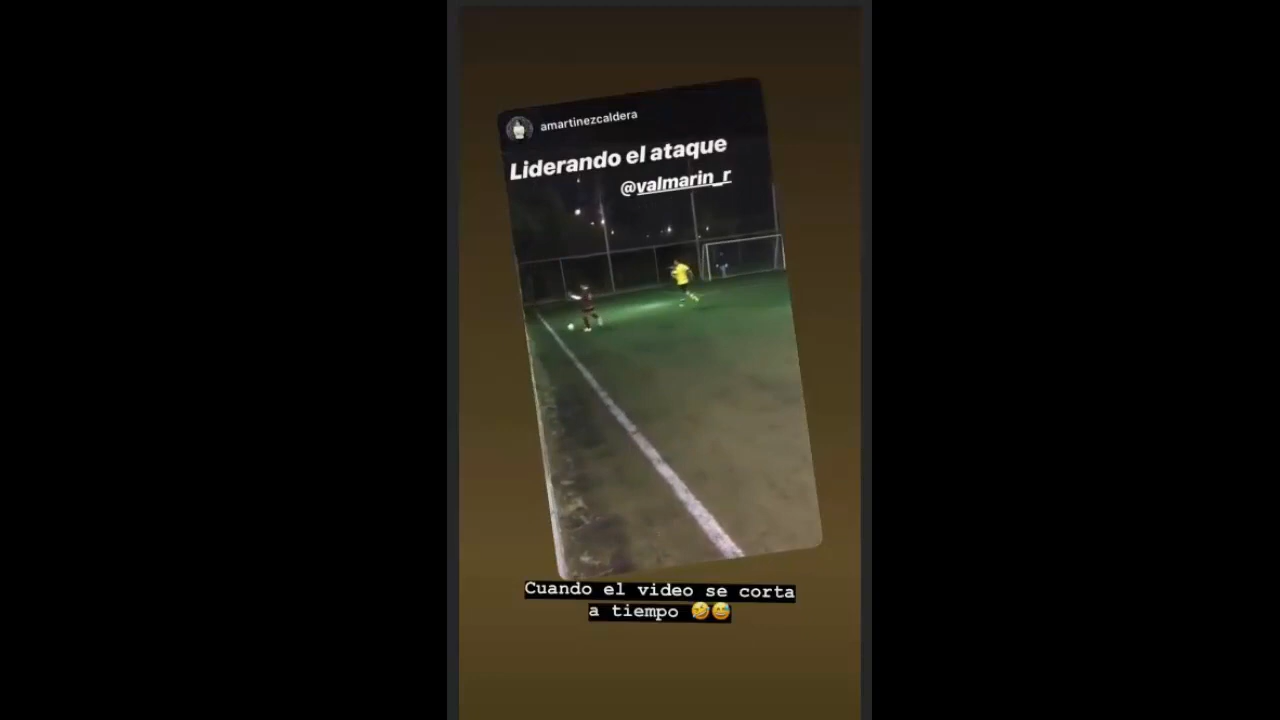 amartinezcaldera
Liderando el ataque
@valmarin_r
Cuando el video se corta
a tiempo 🤣😅